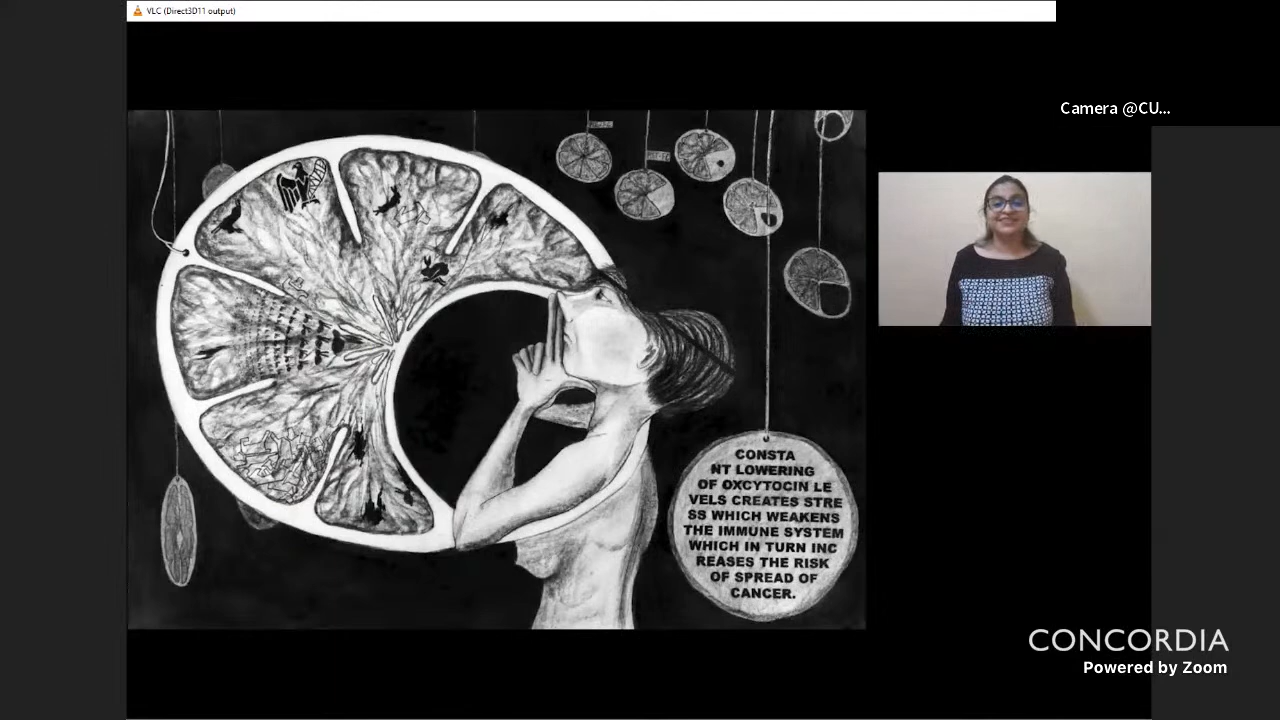 VLC (Direct3D11 output)
Camera @CU...
CONSTA
NT LOWERING
OF OXCYTOCIN LE
VELS CREATES STRE
SS WHICH WEAKENS
THE IMMUNE SYSTEM
WHICH IN TURN INC
REASES THE RISK
OF SPREAD OF
CANCER.
CONCORDIA
Powered by Zoom